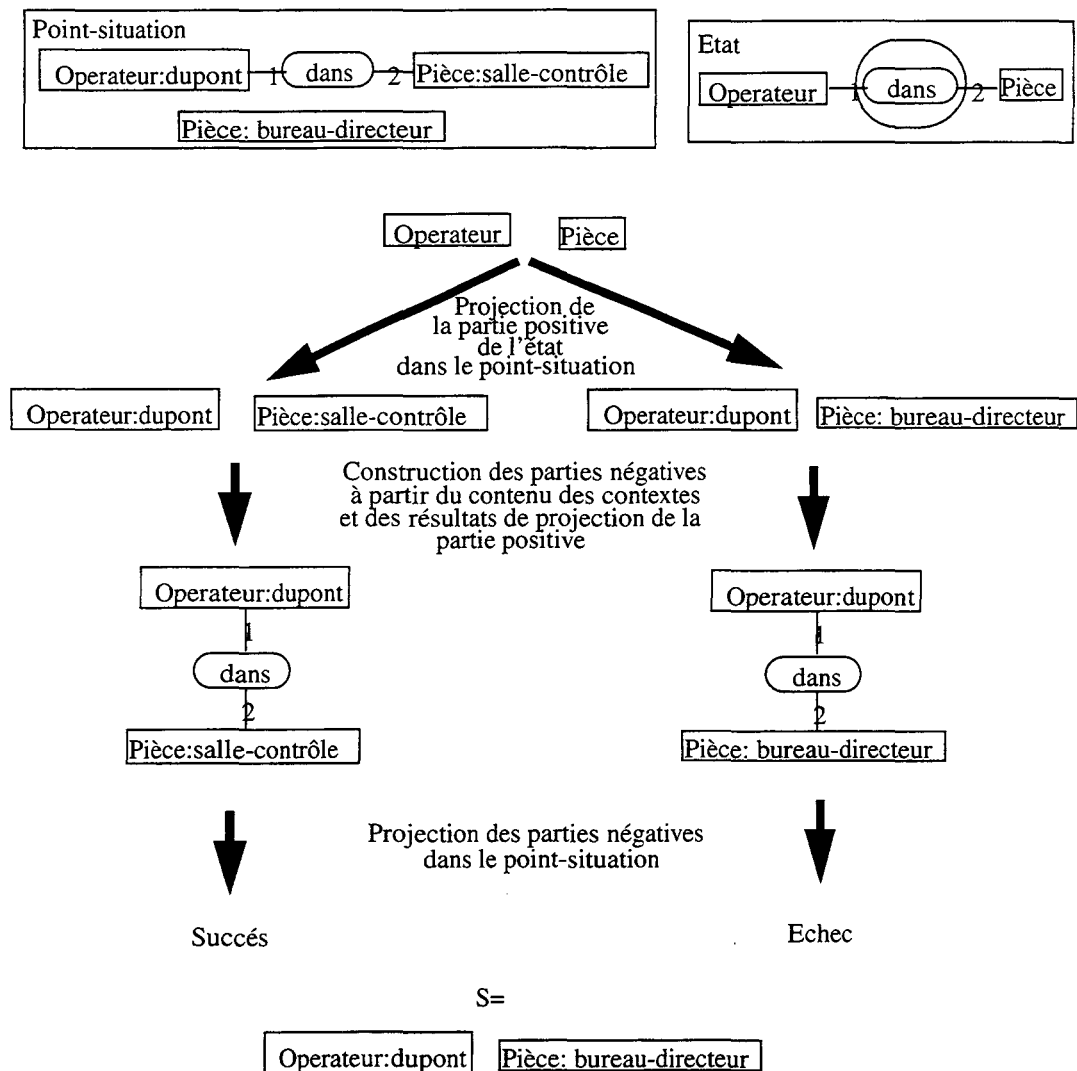 Point-situation
Operateur:dupont 1 dans 2 Pièce:salle-contrôle
Pièce: bureau-directeur
Etat
Operateur 1 dans 2 Pièce
Operateur Pièce
Projection de
la partie positive
de l'état
dans le point-situation
Operateur:dupont Pièce:salle-contrôle Operateur:dupont Pièce: bureau-directeur
Construction des parties négatives
à partir du contenu des contextes
et des résultats de projection de la
partie positive
Operateur:dupont
1
dans
2
Pièce:salle-contrôle
Operateur:dupont
1
dans
2
Pièce: bureau-directeur
Projection des parties négatives
dans le point-situation
Succés
Echec
S=
Operateur:dupont Pièce: bureau-directeur